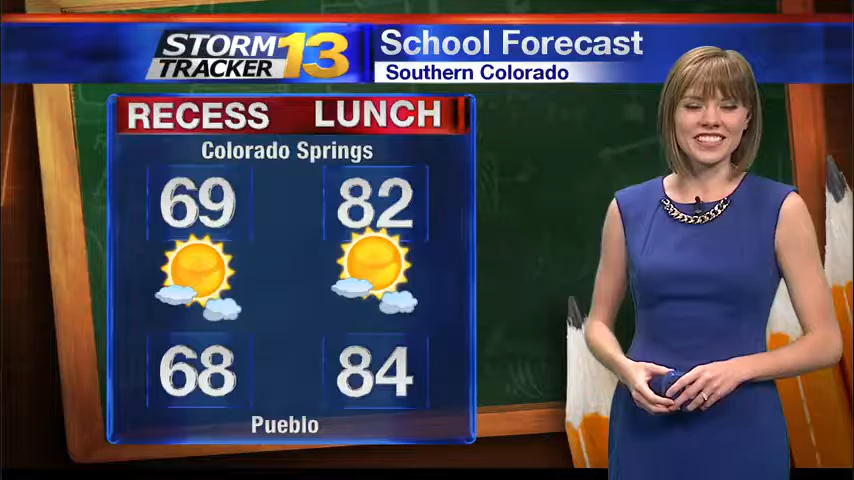 STORM
TRACKER 13
School Forecast
Southern Colorado
RECESS LUNCH
Colorado Springs
69 82
68 84
Pueblo